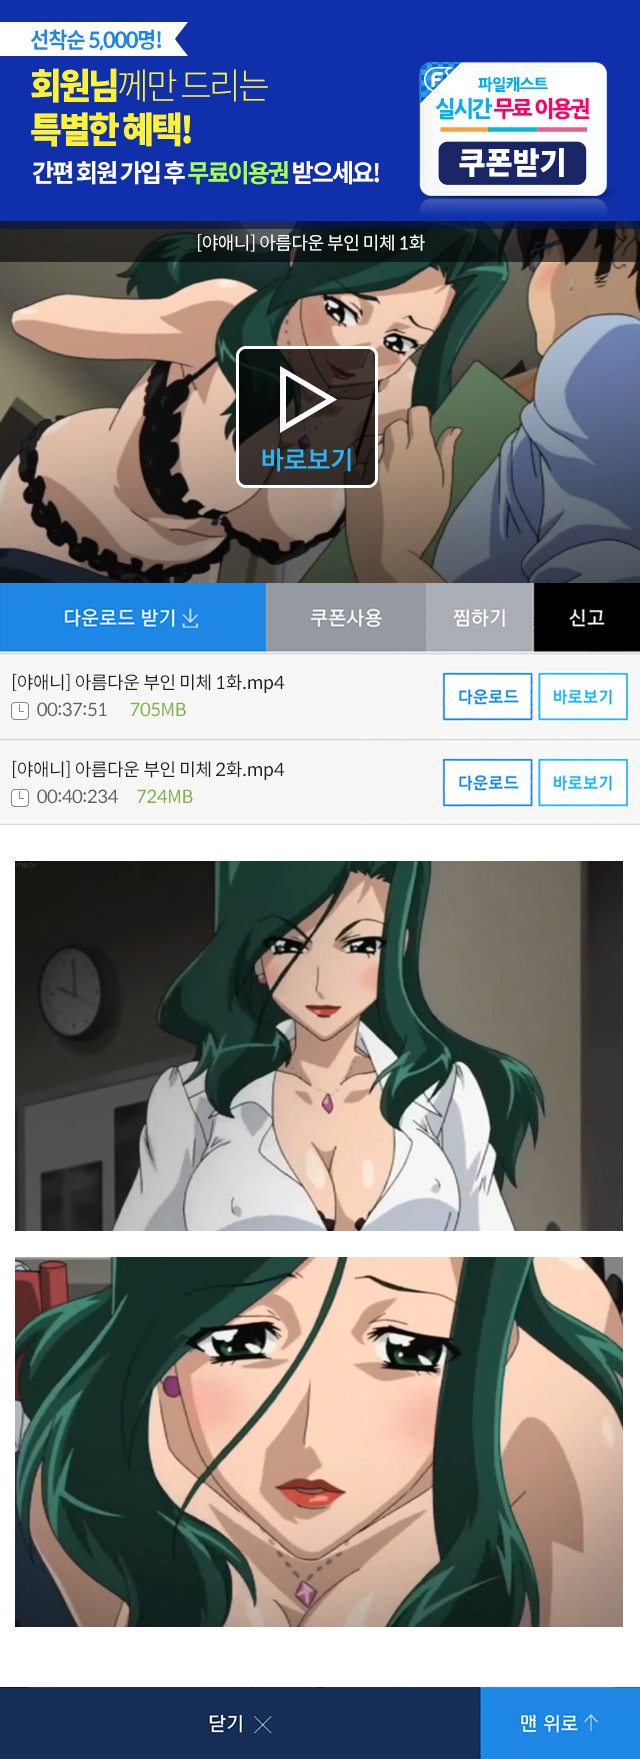 선착순 5,000명!
회원님께만 드리는
특별한 혜택!
간편 회원 가입 후 무료이용권 받으세요!
파일캐스트
실시간 무료 이용권
쿠폰받기
[야애니] 아름다운 부인 미체 1화
바로보기
다운로드 받기
쿠폰사용
찜하기
신고
[야애니] 아름다운 부인 미체 1화.mp4
00:37:51 705MB
다운로드
바로보기
[야애니] 아름다운 부인 미체 2화.mp4
00:40:234 724MB
다운로드
바로보기
닫기
맨 위로